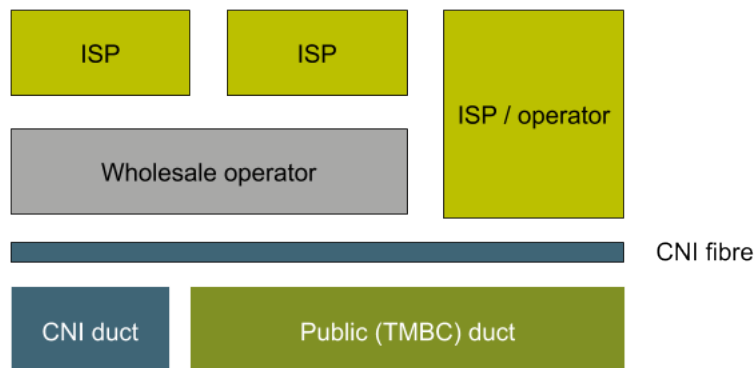 ISP
ISP
ISP / operator
Wholesale operator
CNI fibre
CNI duct
Public (TMBC) duct